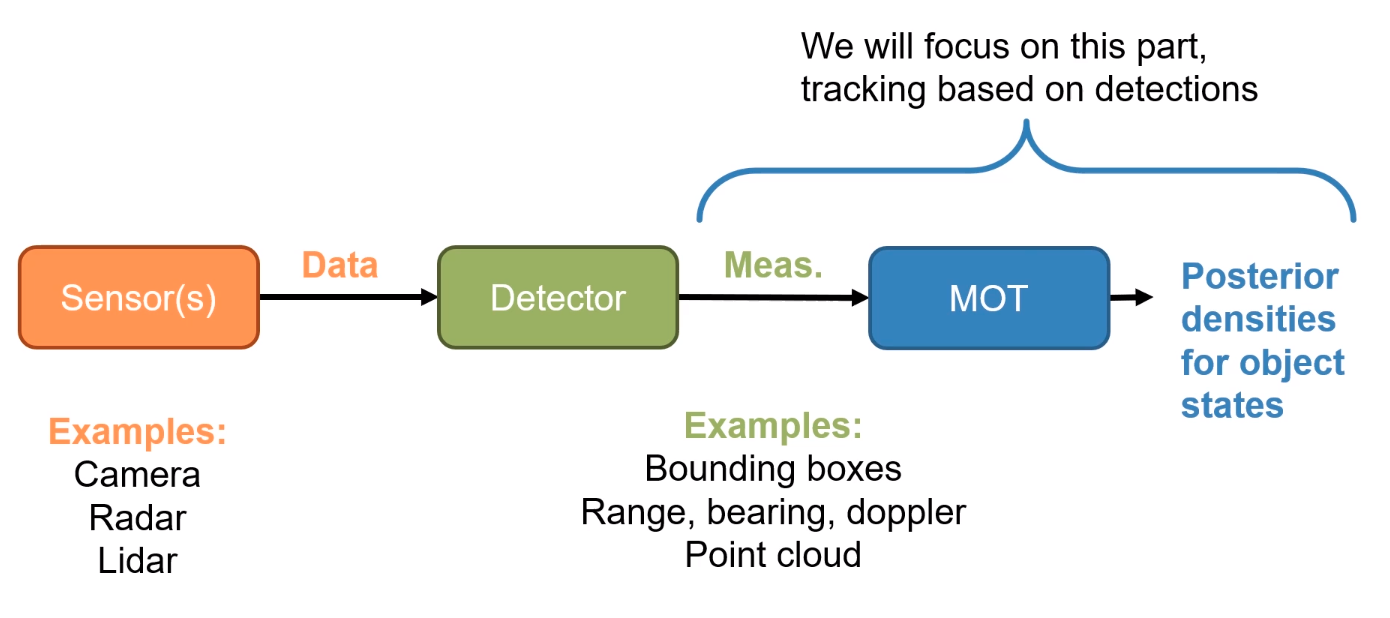 We will focus on this part,
tracking based on detections
Sensor(s)
Data
Detector
Meas.
MOT
Posterior
densities
for object
states
Examples:
Camera
Radar
Lidar
Examples:
Bounding boxes
Range, bearing, doppler
Point cloud